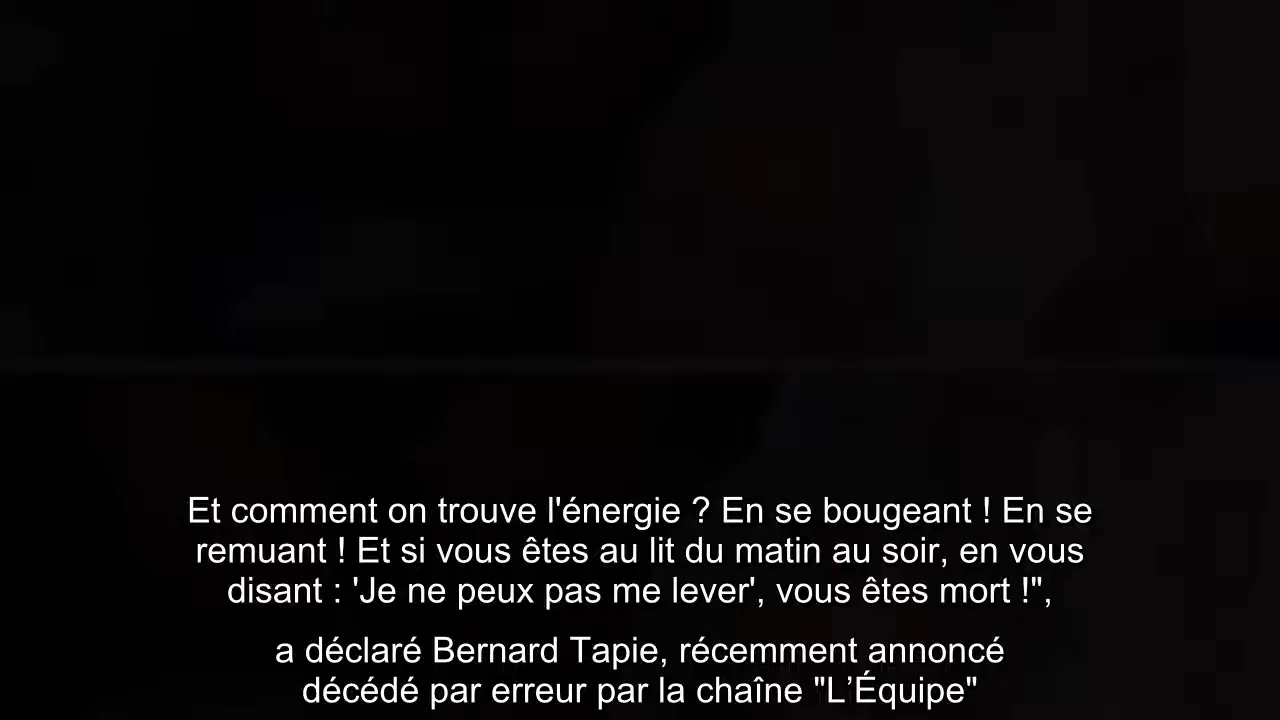 Et comment on trouve l'énergie ? En se bougeant ! En se
remuant ! Et si vous êtes au lit du matin au soir, en vous
disant : 'Je ne peux pas me lever', vous êtes mort !",
a déclaré Bernard Tapie, récemment annoncé
décédé par erreur par la chaîne "L’Équipe"